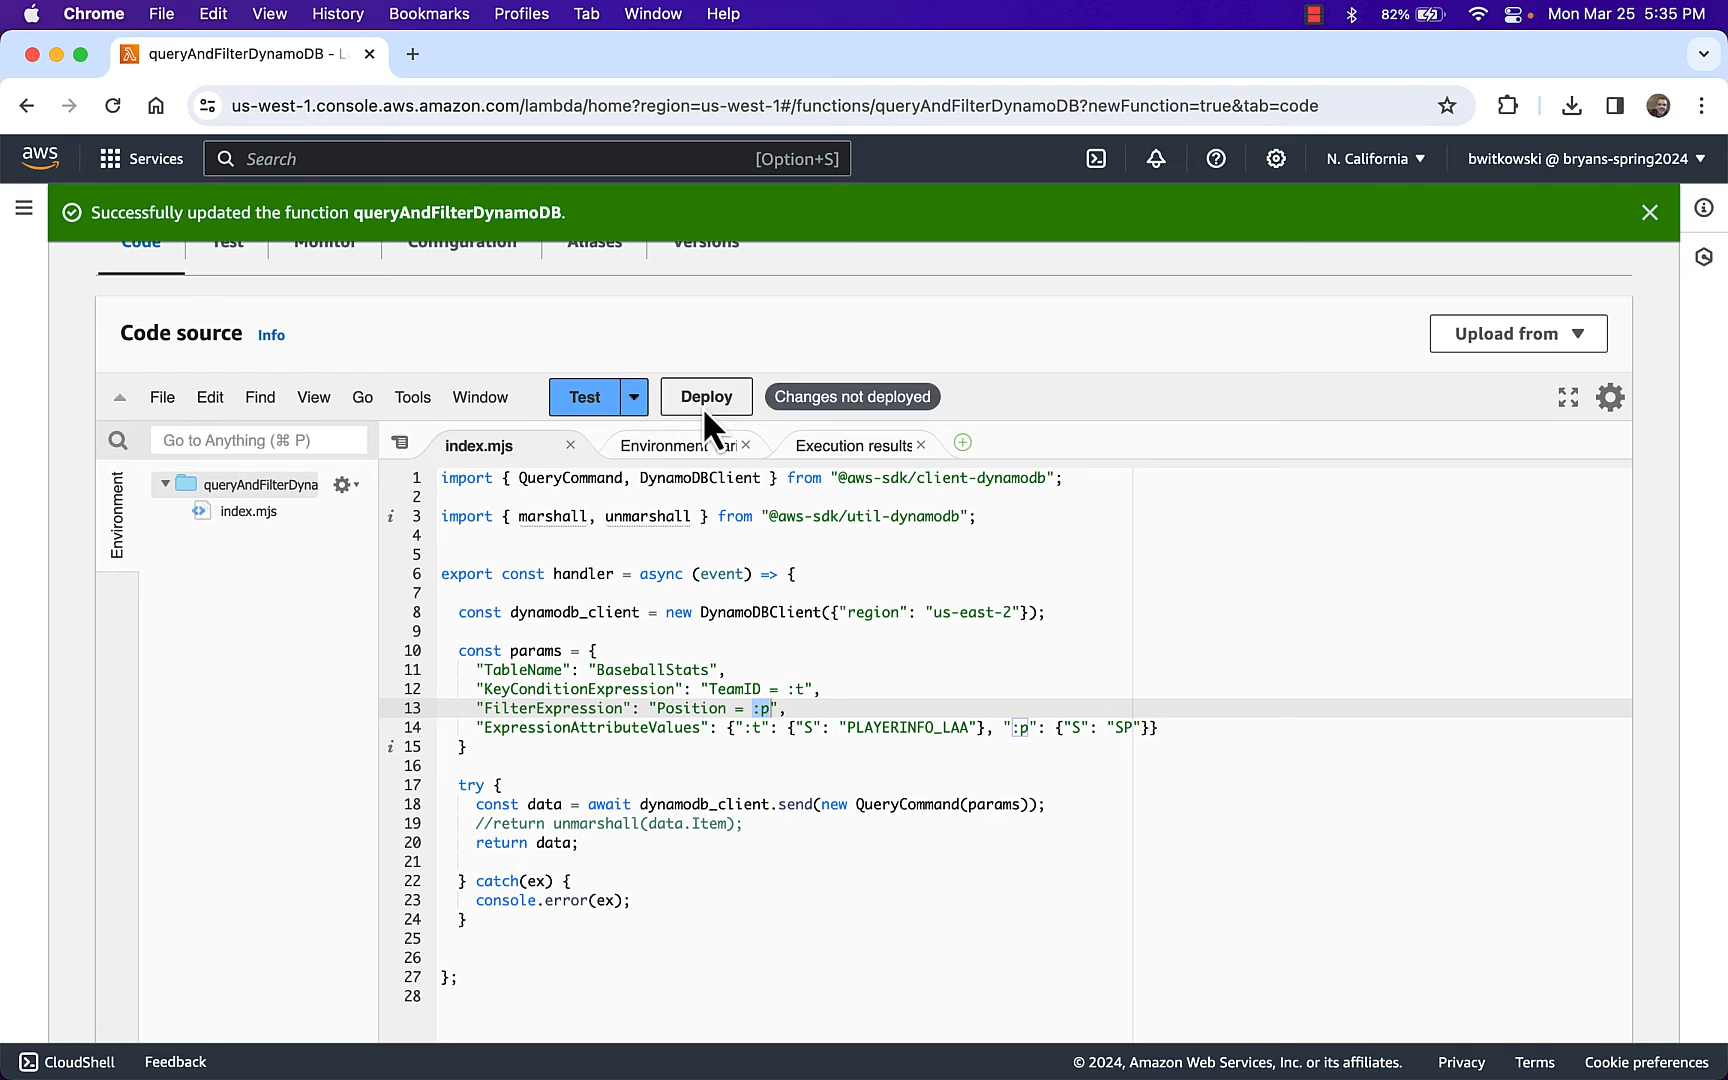 Chrome File Edit View History Bookmarks Profiles Tab Window Help 82% Mon Mar 25 5:35 PM
queryAndFilterDynamoDB - L
us-west-1.console.aws.amazon.com/lambda/home?region=us-west-1#/functions/queryAndFilterDynamoDB?newFunction=true&tab=code
aws Services Search [Option+S] N. California bwitkowski @ bryans-spring2024
Successfully updated the function queryAndFilterDynamoDB.
Code Test Monitor Configuration Aliases Versions
Code source Info Upload from
File Edit Find View Go Tools Window Test Deploy Changes not deployed
Go to Anything (⌘ P) index.mjs Environment Execution results
Environment
queryAndFilterDyna
index.mjs
1 import { QueryCommand, DynamoDBClient } from "@aws-sdk/client-dynamodb";
2
i 3 import { marshall, unmarshall } from "@aws-sdk/util-dynamodb";
4
5
6 export const handler = async (event) => {
7
8 const dynamodb_client = new DynamoDBClient({"region": "us-east-2"});
9
10 const params = {
11 "TableName": "BaseballStats",
12 "KeyConditionExpression": "TeamID = :t",
13 "FilterExpression": "Position = :p",
14 "ExpressionAttributeValues": {":t": {"S": "PLAYERINFO_LAA"}, ":p": {"S": "SP"}}
i 15 }
16
17 try {
18 const data = await dynamodb_client.send(new QueryCommand(params));
19 //return unmarshall(data.Item);
20 return data;
21
22 } catch(ex) {
23 console.error(ex);
24 }
25
26
27 };
28
CloudShell Feedback © 2024, Amazon Web Services, Inc. or its affiliates. Privacy Terms Cookie preferences